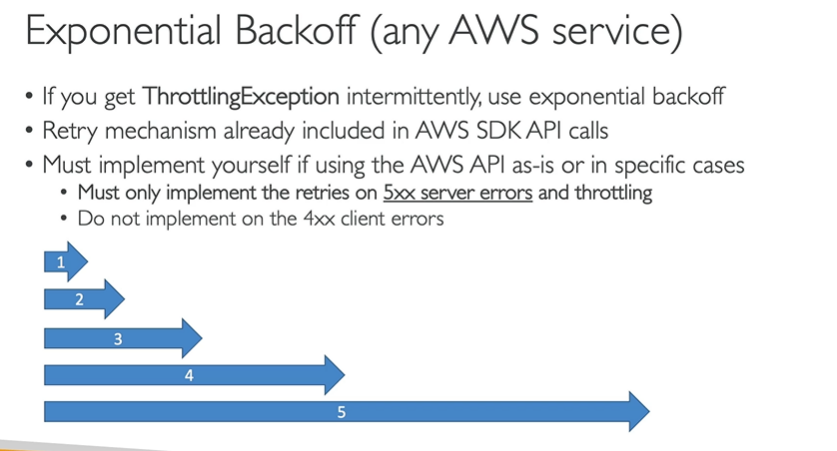 Exponential Backoff (any AWS service)
• If you get ThrottlingException intermittently, use exponential backoff
• Retry mechanism already included in AWS SDK API calls
• Must implement yourself if using the AWS API as-is or in specific cases
• Must only implement the retries on 5xx server errors and throttling
• Do not implement on the 4xx client errors
1
2
3
4
5